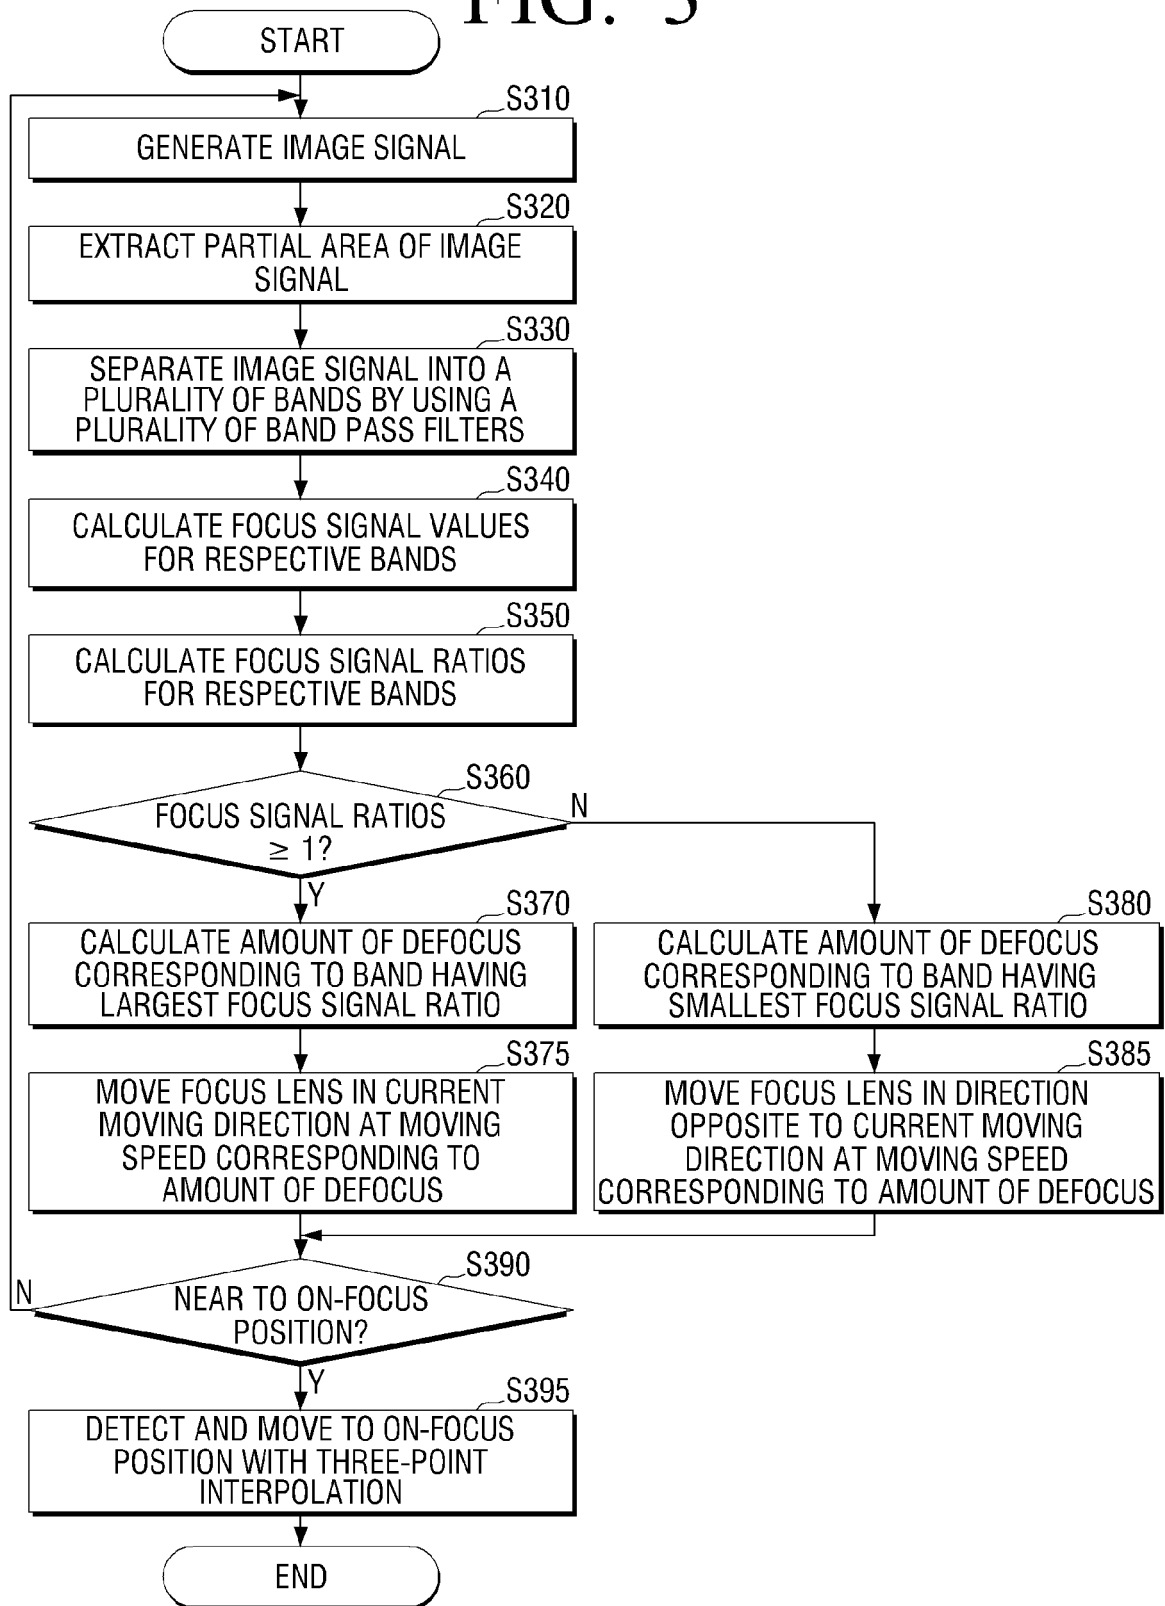 FIG. 3
START
S310
GENERATE IMAGE SIGNAL
S320
EXTRACT PARTIAL AREA OF IMAGE
SIGNAL
S330
SEPARATE IMAGE SIGNAL INTO A
PLURALITY OF BANDS BY USING A
PLURALITY OF BAND PASS FILTERS
S340
CALCULATE FOCUS SIGNAL VALUES
FOR RESPECTIVE BANDS
S350
CALCULATE FOCUS SIGNAL RATIOS
FOR RESPECTIVE BANDS
S360
FOCUS SIGNAL RATIOS
≥ 1?
N
Y
S370
CALCULATE AMOUNT OF DEFOCUS
CORRESPONDING TO BAND HAVING
LARGEST FOCUS SIGNAL RATIO
S380
CALCULATE AMOUNT OF DEFOCUS
CORRESPONDING TO BAND HAVING
SMALLEST FOCUS SIGNAL RATIO
S375
MOVE FOCUS LENS IN CURRENT
MOVING DIRECTION AT MOVING
SPEED CORRESPONDING TO
AMOUNT OF DEFOCUS
S385
MOVE FOCUS LENS IN DIRECTION
OPPOSITE TO CURRENT MOVING
DIRECTION AT MOVING SPEED
CORRESPONDING TO AMOUNT OF DEFOCUS
S390
NEAR TO ON-FOCUS
POSITION?
N
Y
S395
DETECT AND MOVE TO ON-FOCUS
POSITION WITH THREE-POINT
INTERPOLATION
END